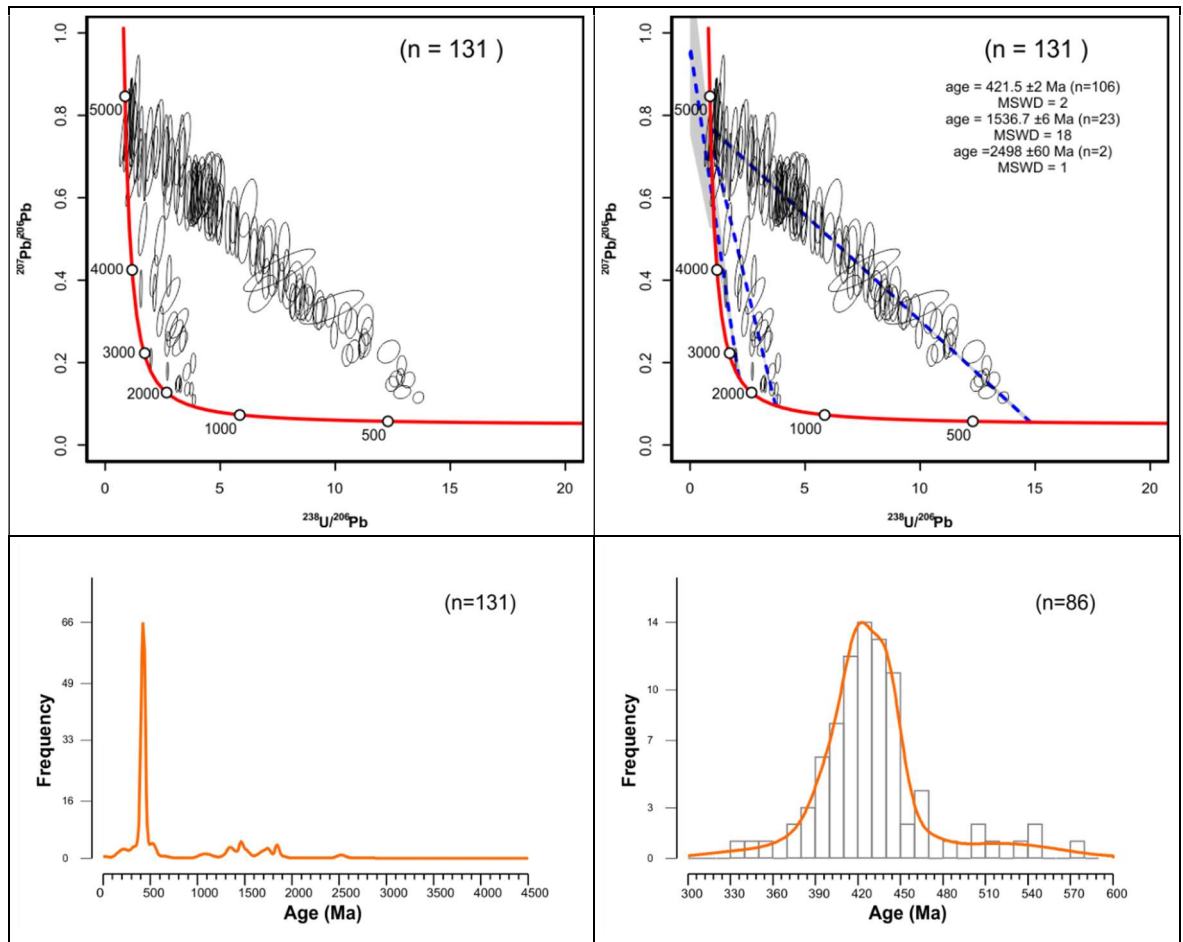 (n = 131 )
1.0
0.8
0.6
0.4
0.2
0.0
5000
4000
3000
2000
1000
500
0 5 10 15 20
²⁰⁷Pb/²⁰⁶Pb
²³⁸U/²⁰⁶Pb
(n = 131 )
age = 421.5 ±2 Ma (n=106)
MSWD = 2
age = 1536.7 ±6 Ma (n=23)
MSWD = 18
age =2498 ±60 Ma (n=2)
MSWD = 1
1.0
0.8
0.6
0.4
0.2
0.0
5000
4000
3000
2000
1000
500
0 5 10 15 20
²⁰⁷Pb/²⁰⁶Pb
²³⁸U/²⁰⁶Pb
(n=131)
66
49
33
16
0
Frequency
0 500 1000 1500 2000 2500 3000 3500 4000 4500
Age (Ma)
(n=86)
14
10
7
3
0
Frequency
300 330 360 390 420 450 480 510 540 570 600
Age (Ma)